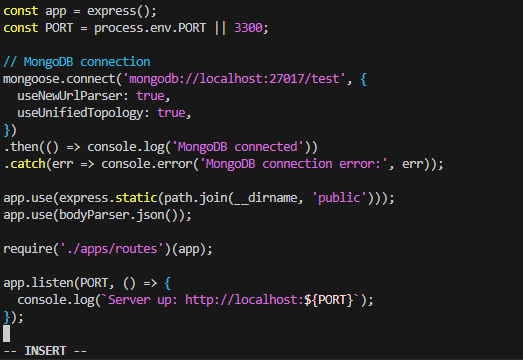 const app = express();
const PORT = process.env.PORT || 3300;
// MongoDB connection
mongoose.connect('mongodb://localhost:27017/test', {
  useNewUrlParser: true,
  useUnifiedTopology: true,
})
.then(() => console.log('MongoDB connected'))
.catch(err => console.error('MongoDB connection error:', err));
app.use(express.static(path.join(__dirname, 'public')));
app.use(bodyParser.json());
require('./apps/routes')(app);
app.listen(PORT, () => {
  console.log(`Server up: http://localhost:${PORT}`);
});
-- INSERT --